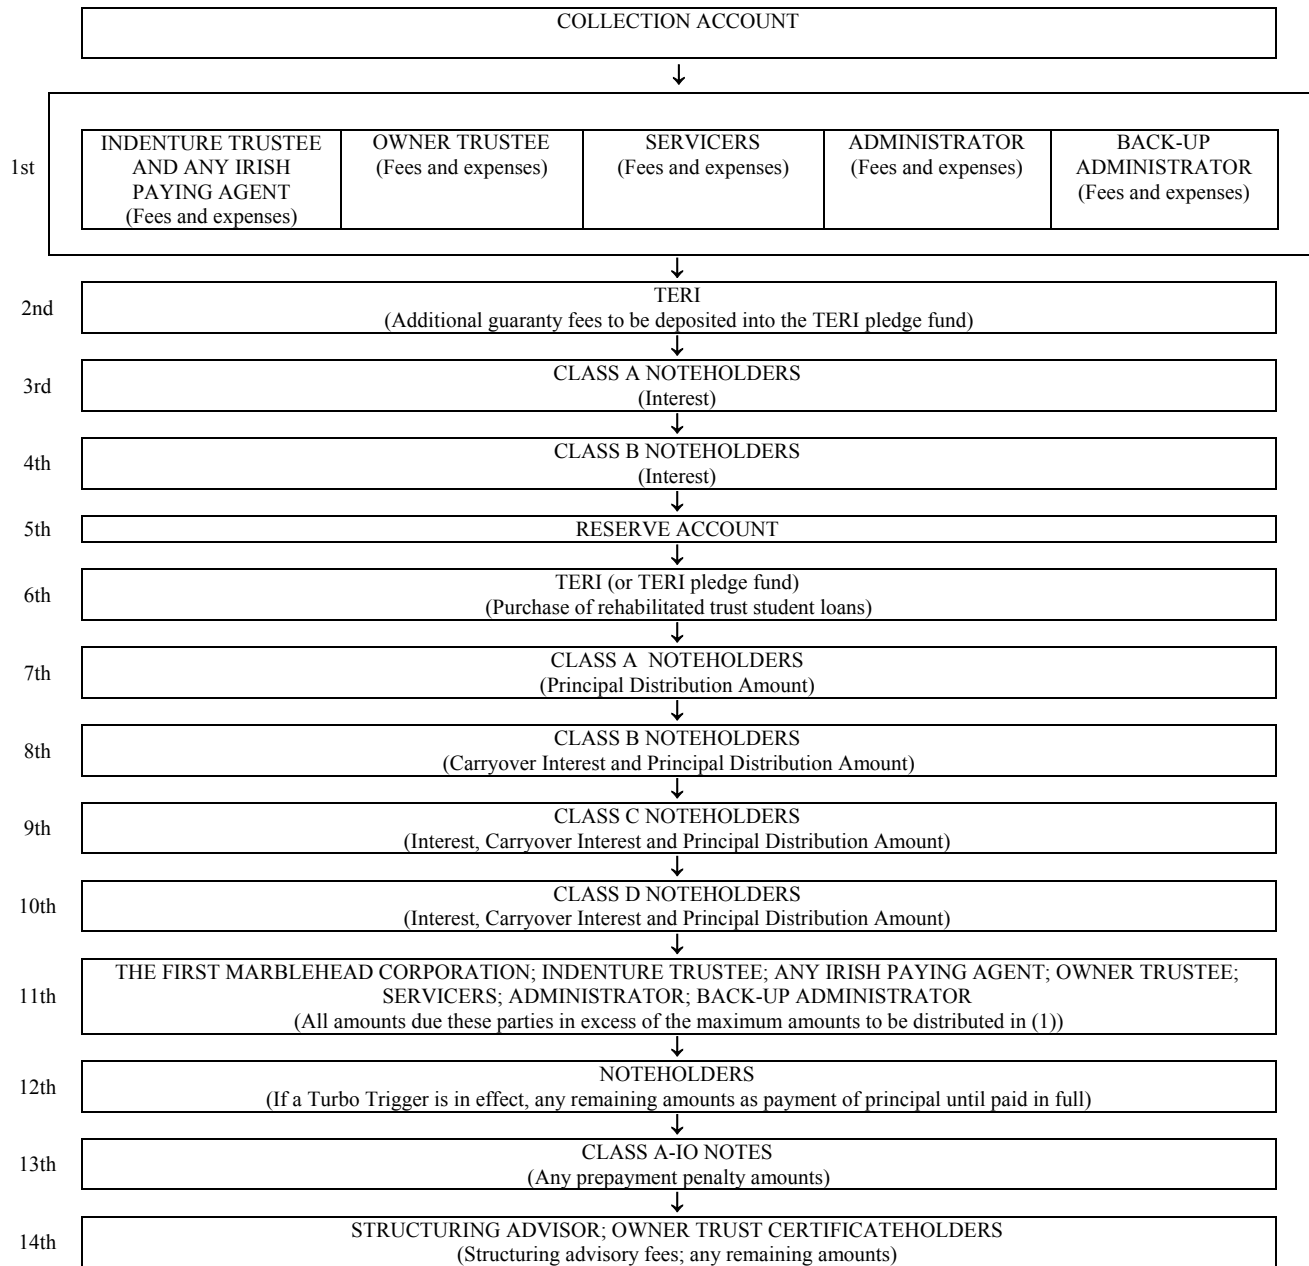 COLLECTION ACCOUNT
↓
1st
INDENTURE TRUSTEE
AND ANY IRISH
PAYING AGENT
(Fees and expenses)
OWNER TRUSTEE
(Fees and expenses)
SERVICERS
(Fees and expenses)
ADMINISTRATOR
(Fees and expenses)
BACK-UP
ADMINISTRATOR
(Fees and expenses)
↓
2nd
TERI
(Additional guaranty fees to be deposited into the TERI pledge fund)
↓
3rd
CLASS A NOTEHOLDERS
(Interest)
↓
4th
CLASS B NOTEHOLDERS
(Interest)
↓
5th
RESERVE ACCOUNT
↓
6th
TERI (or TERI pledge fund)
(Purchase of rehabilitated trust student loans)
↓
7th
CLASS A NOTEHOLDERS
(Principal Distribution Amount)
↓
8th
CLASS B NOTEHOLDERS
(Carryover Interest and Principal Distribution Amount)
↓
9th
CLASS C NOTEHOLDERS
(Interest, Carryover Interest and Principal Distribution Amount)
↓
10th
CLASS D NOTEHOLDERS
(Interest, Carryover Interest and Principal Distribution Amount)
↓
11th
THE FIRST MARBLEHEAD CORPORATION; INDENTURE TRUSTEE; ANY IRISH PAYING AGENT; OWNER TRUSTEE;
SERVICERS; ADMINISTRATOR; BACK-UP ADMINISTRATOR
(All amounts due these parties in excess of the maximum amounts to be distributed in (1))
↓
12th
NOTEHOLDERS
(If a Turbo Trigger is in effect, any remaining amounts as payment of principal until paid in full)
↓
13th
CLASS A-IO NOTES
(Any prepayment penalty amounts)
↓
14th
STRUCTURING ADVISOR; OWNER TRUST CERTIFICATEHOLDERS
(Structuring advisory fees; any remaining amounts)